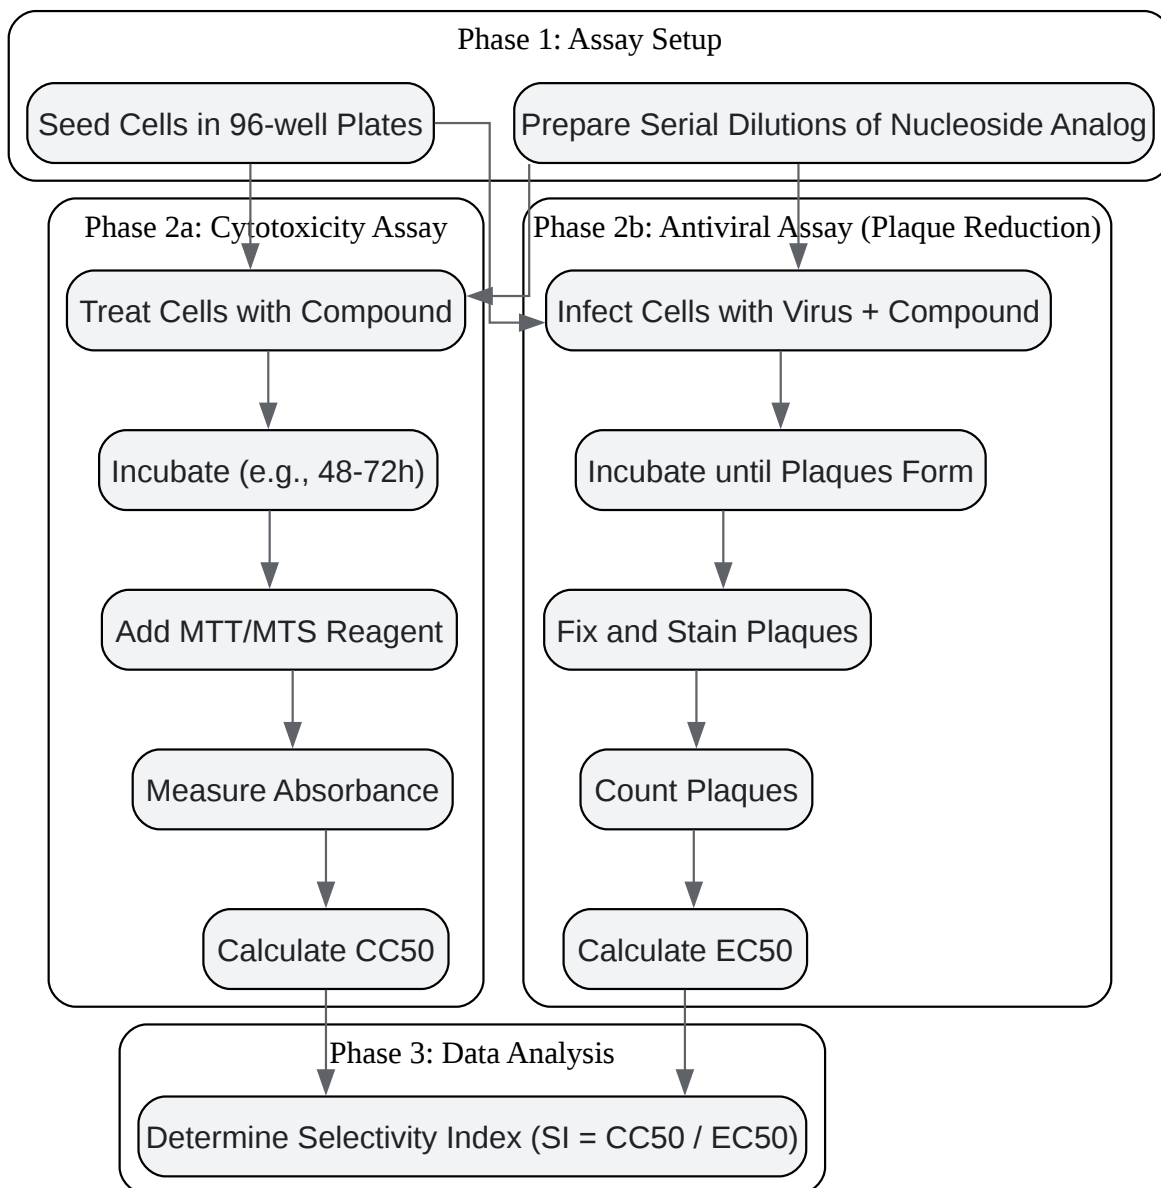 Phase 1: Assay Setup
Seed Cells in 96-well Plates
Prepare Serial Dilutions of Nucleoside Analog
Phase 2a: Cytotoxicity Assay
Treat Cells with Compound
Incubate (e.g., 48-72h)
Add MTT/MTS Reagent
Measure Absorbance
Calculate CC50
Phase 2b: Antiviral Assay (Plaque Reduction)
Infect Cells with Virus + Compound
Incubate until Plaques Form
Fix and Stain Plaques
Count Plaques
Calculate EC50
Phase 3: Data Analysis
Determine Selectivity Index (SI = CC50 / EC50)